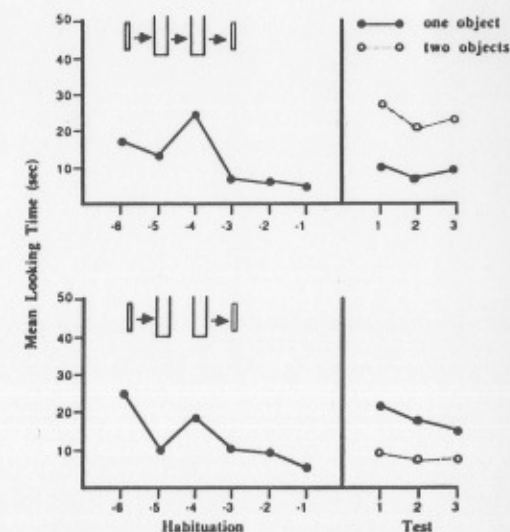 one object
two objects
50
40
30
20
10
-6 -5 -4 -3 -2 -1
1 2 3
Mean Looking Time (sec)
50
40
30
20
10
-6 -5 -4 -3 -2 -1
1 2 3
Habituation
Test